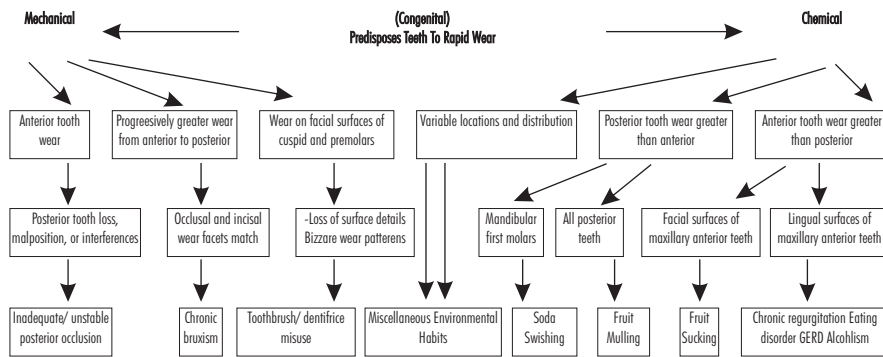 Mechanical
(Congenital)
Predisposes Teeth To Rapid Wear
Chemical
Anterior tooth
wear
Progreesively greater wear
from anterior to posterior
Wear on facial surfaces of
cuspid and premolars
Variable locations and distribution
Posterior tooth wear greater
than anterior
Anterior tooth wear greater
than posterior
Posterior tooth loss,
malposition, or interferences
Occlusal and incisal
wear facets match
-Loss of surface details
Bizzare wear patterens
Mandibular
first molars
All posterior
teeth
Facial surfaces of
maxillary anterior teeth
Lingual surfaces of
maxillary anterior teeth
Inadequate/ unstable
posterior occlusion
Chronic
bruxism
Toothbrush/ dentifrice
misuse
Miscellaneous Environmental
Habits
Soda
Swishing
Fruit
Mulling
Fruit
Sucking
Chronic regurgitation Eating
disorder GERD Alcohlism